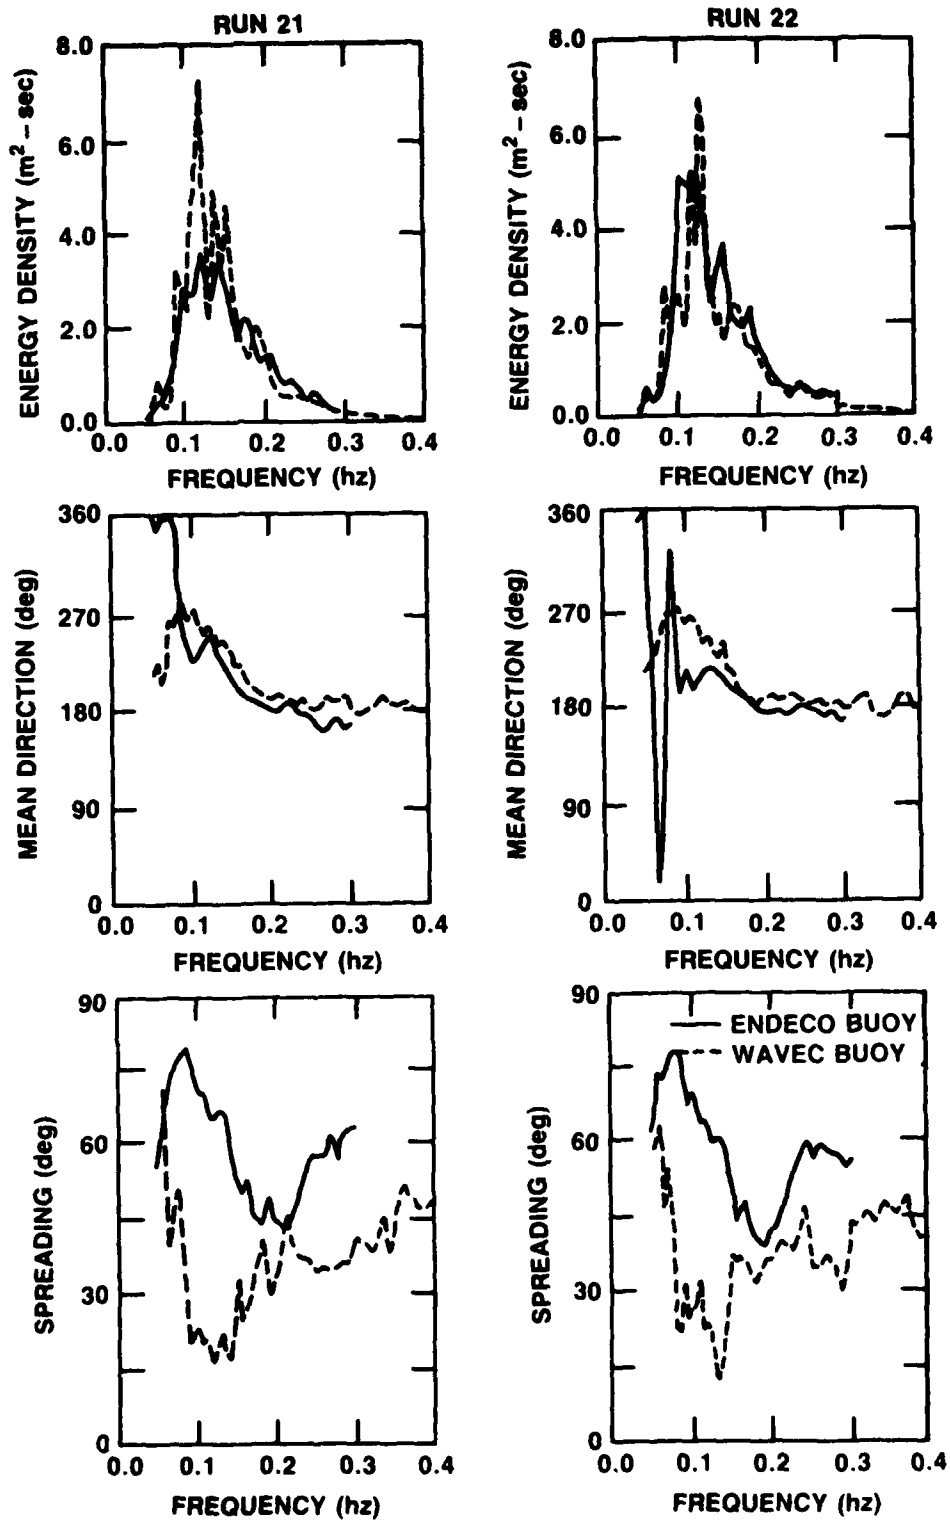 RUN 21
8.0
6.0
4.0
2.0
0.0
ENERGY DENSITY (m² – sec)
0.0 0.1 0.2 0.3 0.4
FREQUENCY (hz)
RUN 22
8.0
6.0
4.0
2.0
0.0
ENERGY DENSITY (m² – sec)
0.0 0.1 0.2 0.3 0.4
FREQUENCY (hz)
360
270
180
90
0
MEAN DIRECTION (deg)
0.0 0.1 0.2 0.3 0.4
FREQUENCY (hz)
360
270
180
90
0
MEAN DIRECTION (deg)
0.0 0.1 0.2 0.3 0.4
FREQUENCY (hz)
90
60
30
0
SPREADING (deg)
0.0 0.1 0.2 0.3 0.4
FREQUENCY (hz)
90
60
30
0
SPREADING (deg)
ENDECO BUOY
WAVEC BUOY
0.0 0.1 0.2 0.3 0.4
FREQUENCY (hz)